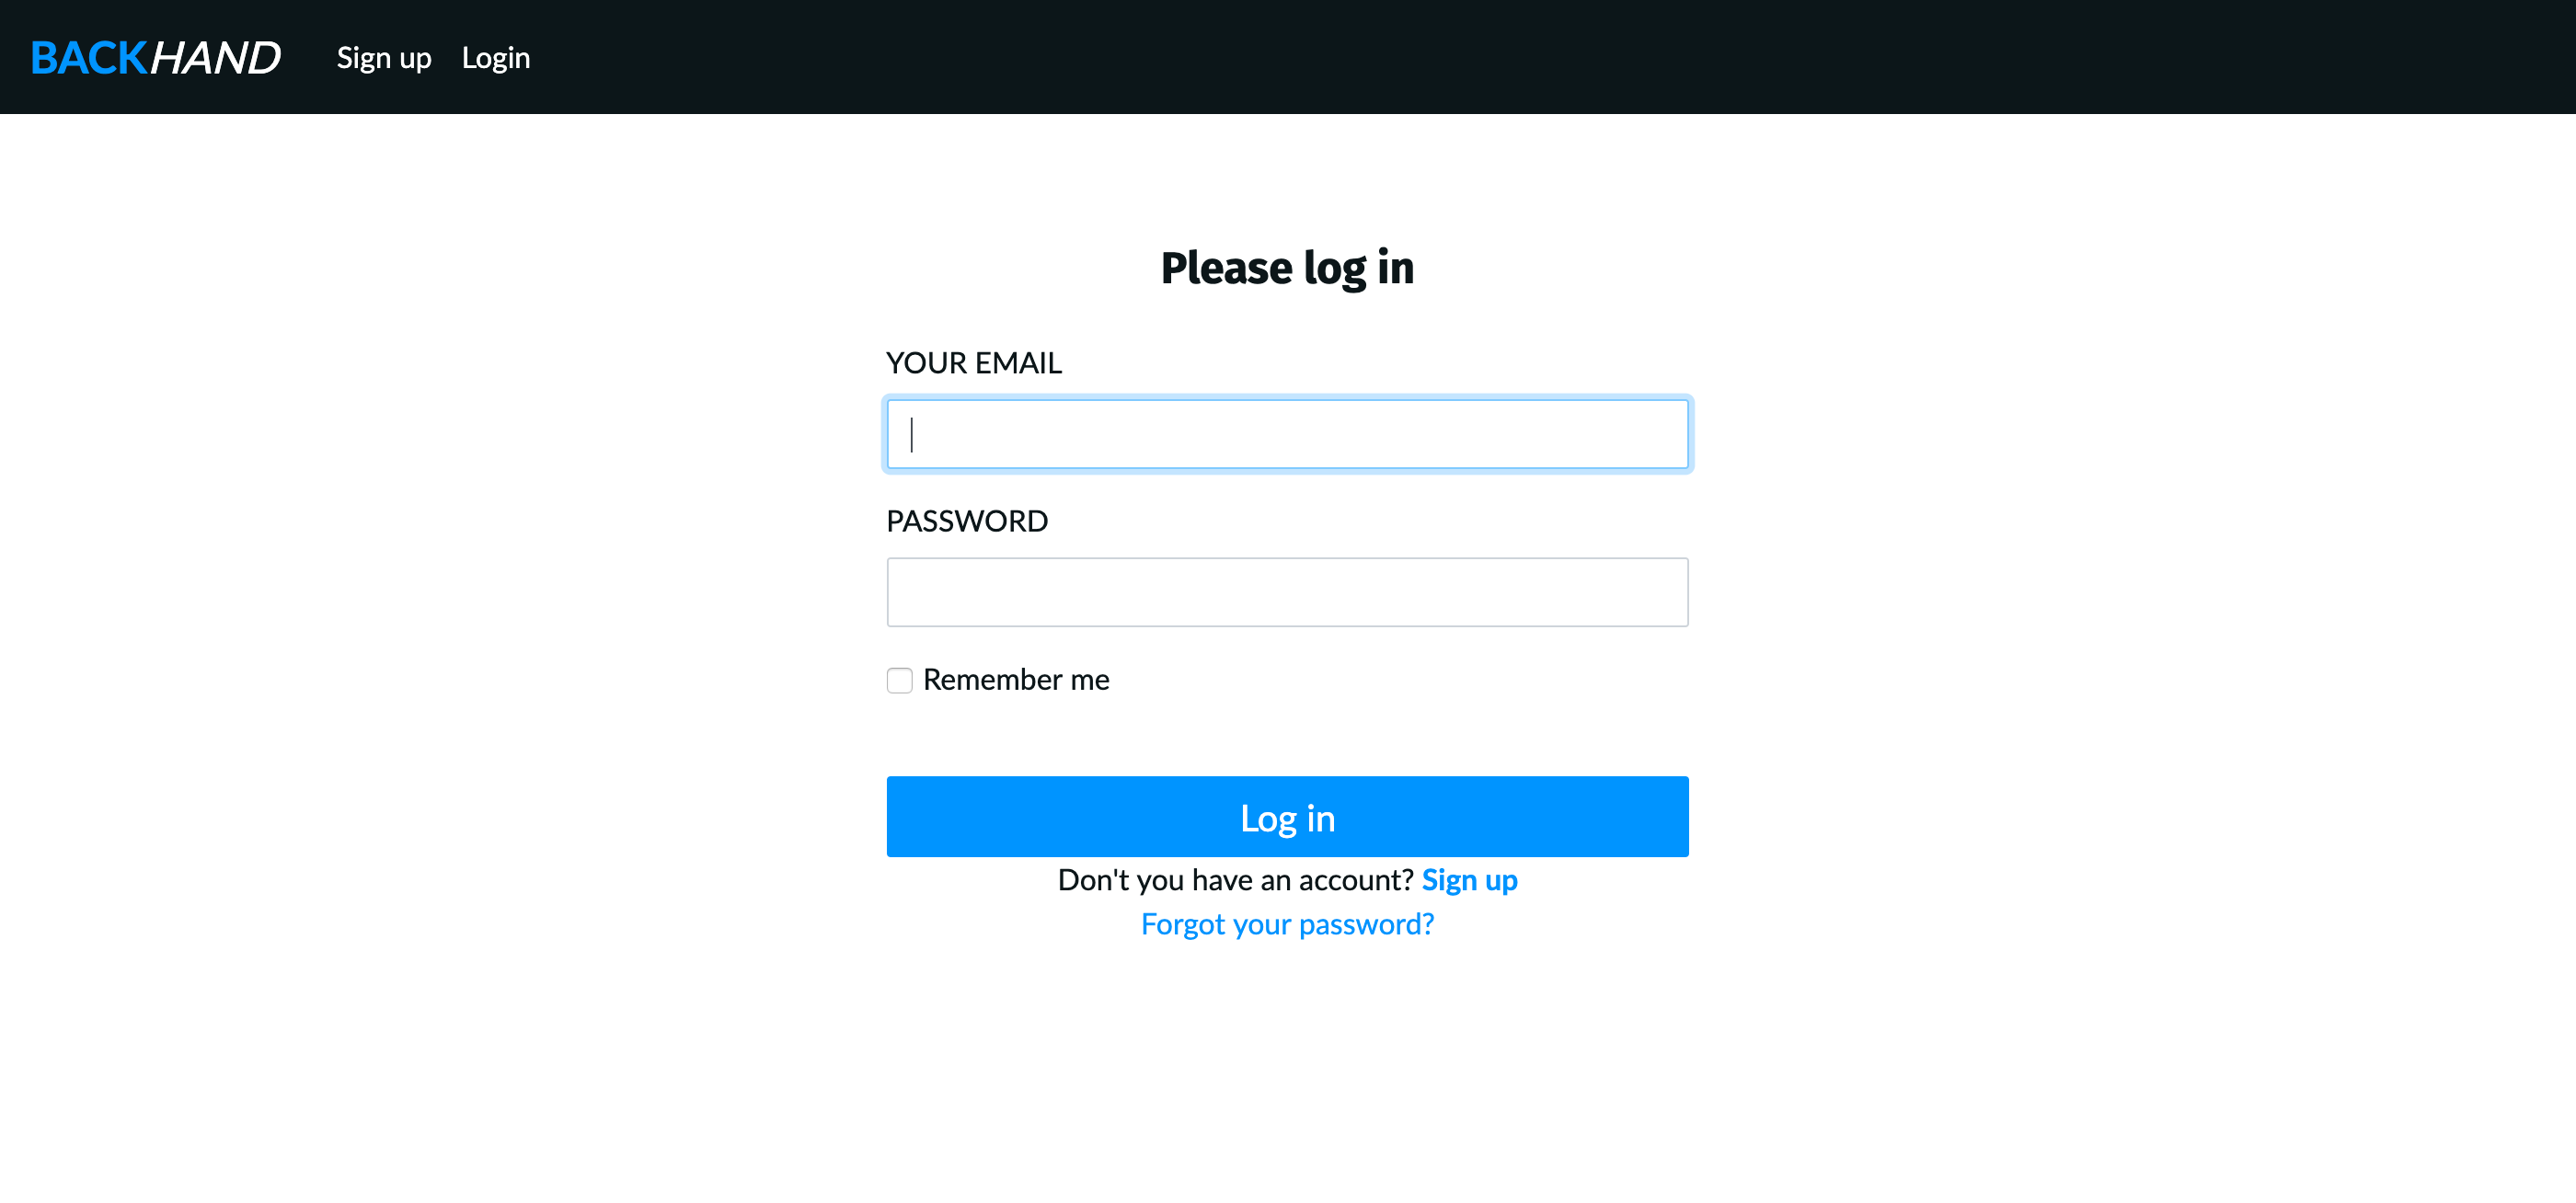 BACKHAND Sign up Login
Please log in
YOUR EMAIL
PASSWORD
Remember me
Log in
Don't you have an account? Sign up
Forgot your password?